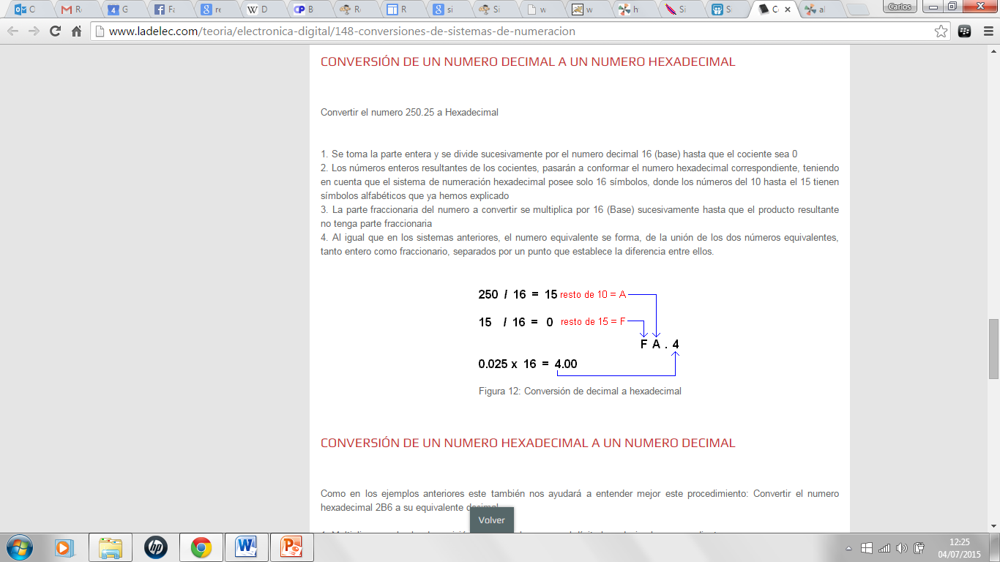 O
R
G
Fa
re
D
B
Ro
R
si
Si
w
w
h
Si
S
C
al
Carlos
www.ladelec.com/teoria/electronica-digital/148-conversiones-de-sistemas-de-numeracion
CONVERSIÓN DE UN NUMERO DECIMAL A UN NUMERO HEXADECIMAL
Convertir el numero 250.25 a Hexadecimal
1. Se toma la parte entera y se divide sucesivamente por el numero decimal 16 (base) hasta que el cociente sea 0
2. Los números enteros resultantes de los cocientes, pasarán a conformar el numero hexadecimal correspondiente, teniendo
en cuenta que el sistema de numeración hexadecimal posee solo 16 símbolos, donde los números del 10 hasta el 15 tienen
símbolos alfabéticos que ya hemos explicado
3. La parte fraccionaria del numero a convertir se multiplica por 16 (Base) sucesivamente hasta que el producto resultante
no tenga parte fraccionaria
4. Al igual que en los sistemas anteriores, el numero equivalente se forma, de la unión de los dos números equivalentes,
tanto entero como fraccionario, separados por un punto que establece la diferencia entre ellos.
250 / 16 = 15 resto de 10 = A
15 / 16 = 0 resto de 15 = F
F A . 4
0.025 x 16 = 4.00
Figura 12: Conversión de decimal a hexadecimal
CONVERSIÓN DE UN NUMERO HEXADECIMAL A UN NUMERO DECIMAL
Como en los ejemplos anteriores este también nos ayudará a entender mejor este procedimiento: Convertir el numero
hexadecimal 2B6 a su equivalente decimal
Volver
12:25
04/07/2015